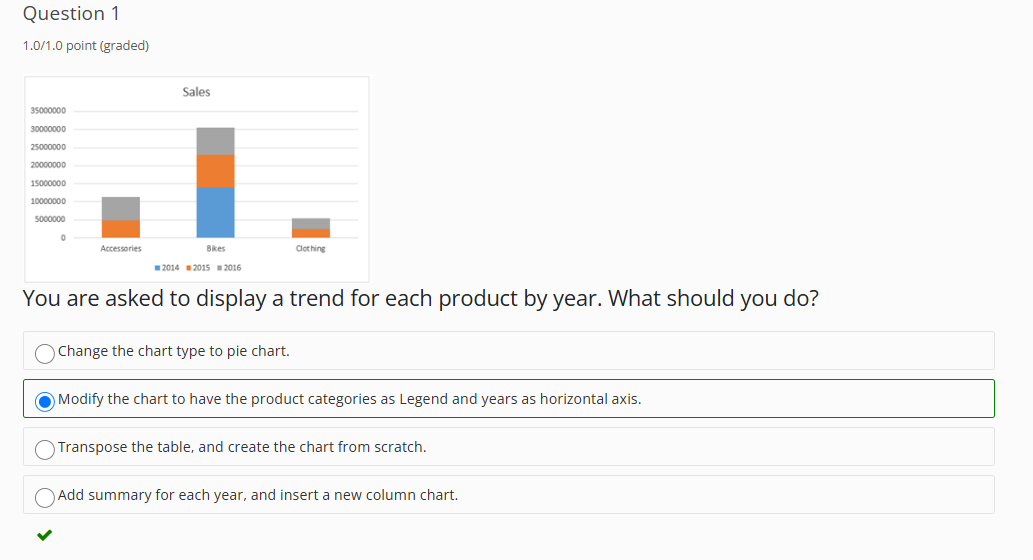 Question 1
1.0/1.0 point (graded)
Sales
35000000
30000000
25000000
20000000
15000000
10000000
5000000
0
Accessories Bikes Clothing
2014 2015 2016
You are asked to display a trend for each product by year. What should you do?
Change the chart type to pie chart.
Modify the chart to have the product categories as Legend and years as horizontal axis.
Transpose the table, and create the chart from scratch.
Add summary for each year, and insert a new column chart.